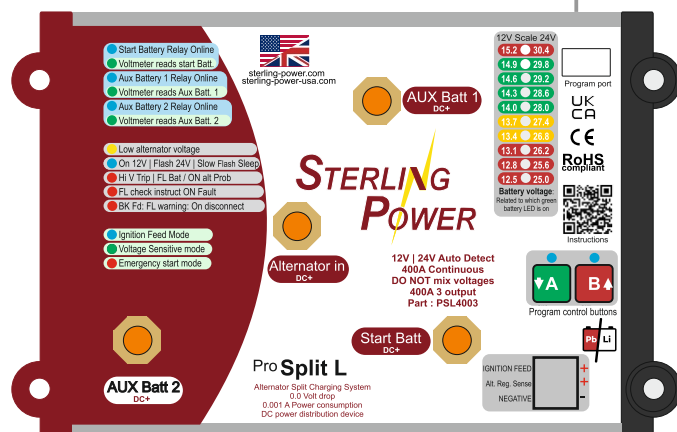 Start Battery Relay Online
Voltmeter reads start Batt.
Aux Battery 1 Relay Online
Voltmeter reads Aux Batt. 1
Aux Battery 2 Relay Online
Voltmeter reads Aux Batt. 2
Low alternator voltage
On 12V | Flash 24V | Slow Flash Sleep
Hi V Trip | FL Bat / ON alt Prob
FL check instruct ON Fault
BK Fd: FL warning: On disconnect
Ignition Feed Mode
Voltage Sensitive mode
Emergency start mode
AUX Batt 2
DC+
sterling-power.com
sterling-power-usa.com
AUX Batt 1
DC+
STERLING
POWER
Alternator in
DC+
12V | 24V Auto Detect
400A Continuous
DO NOT mix voltages
400A 3 output
Part : PSL4003
Start Batt
DC+
Pro Split L
Alternator Split Charging System
0.0 Volt drop
0.001 A Power consumption
DC power distribution device
12V Scale 24V
15.2 30.4
14.9 29.8
14.6 29.2
14.3 28.6
14.0 28.0
13.7 27.4
13.4 26.8
13.1 26.2
12.8 25.6
12.5 25.0
Battery voltage:
Related to which green
battery LED is on
Program port
UK
CA
CE
RoHS
compliant
Instructions
A B
Program control buttons
Pb Li
IGNITION FEED +
Alt. Reg. Sense +
NEGATIVE -